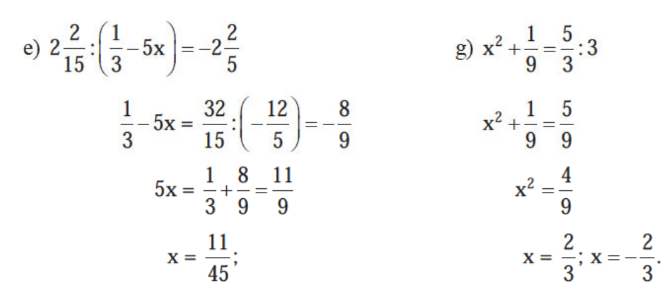 e) 2 2/15 : (1/3 − 5x) = −2 2/5
1/3 − 5x = 32/15 : (−12/5) = −8/9
5x = 1/3 + 8/9 = 11/9
x = 11/45;
g) x² + 1/9 = 5/3 : 3
x² + 1/9 = 5/9
x² = 4/9
x = 2/3; x = −2/3.